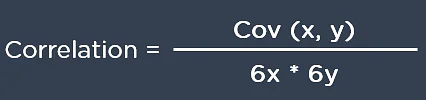 Cov (x, y)
Correlation =
6x * 6y